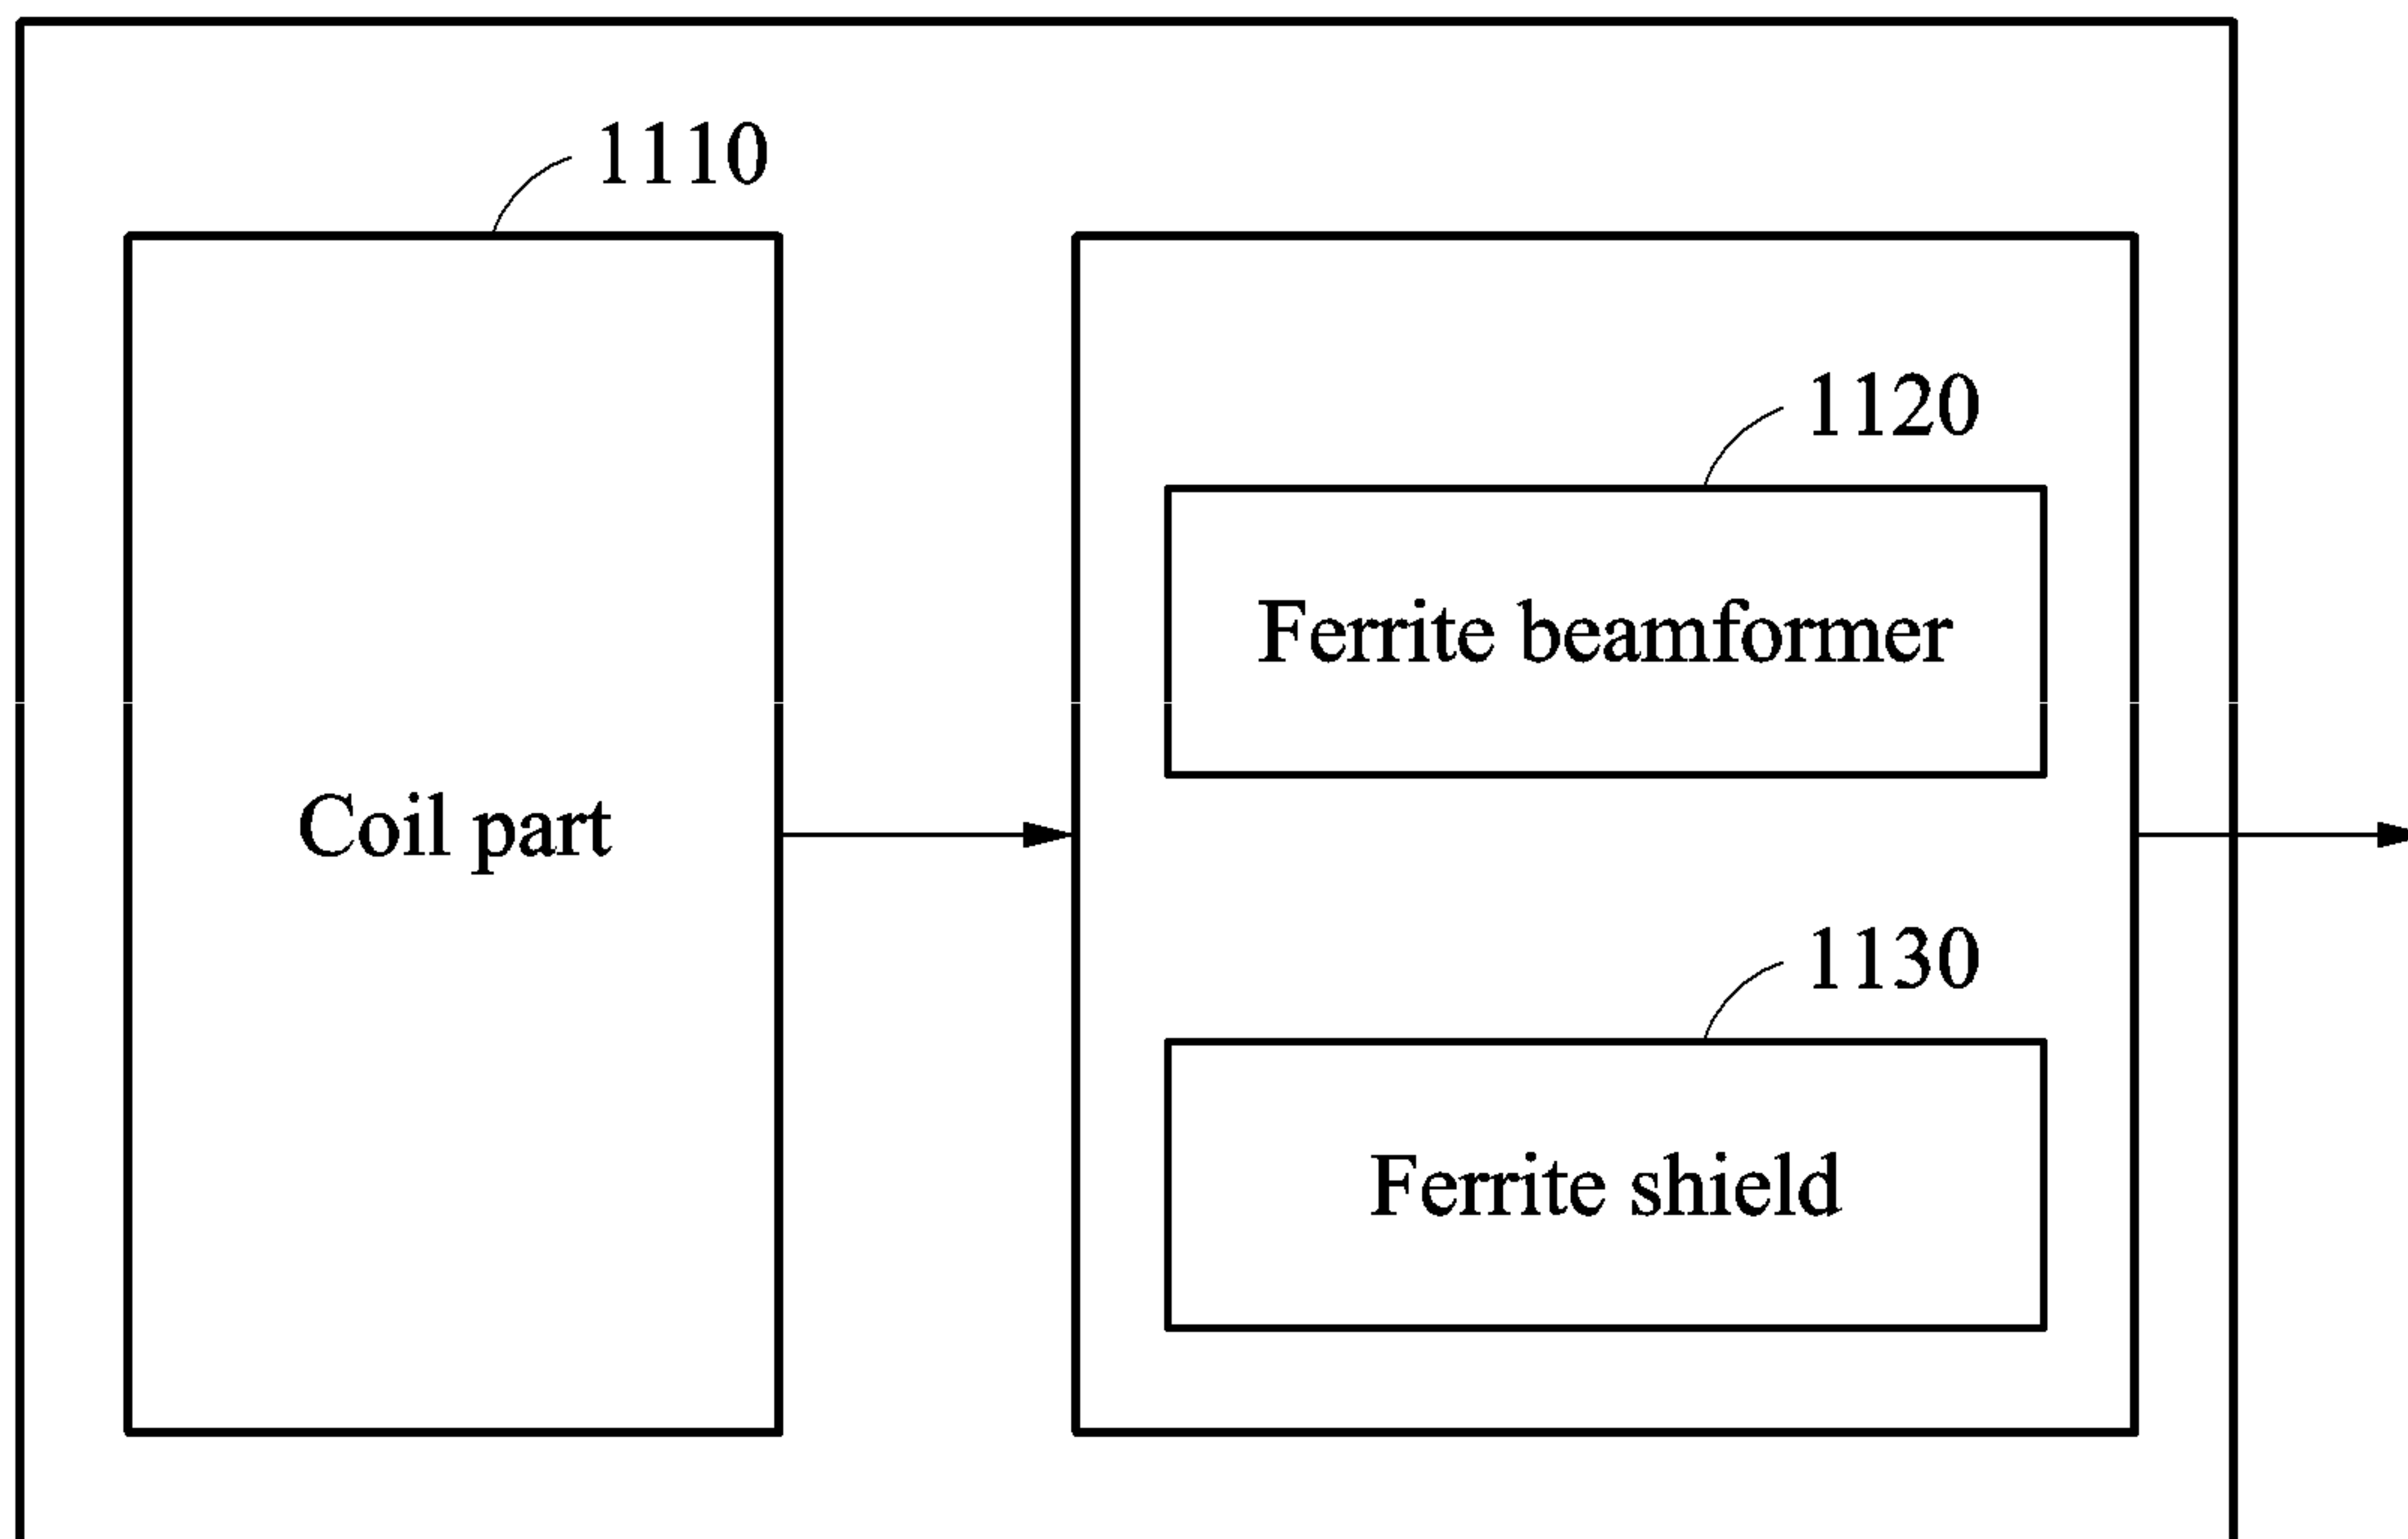 1110
Coil part
1120
Ferrite beamformer
1130
Ferrite shield